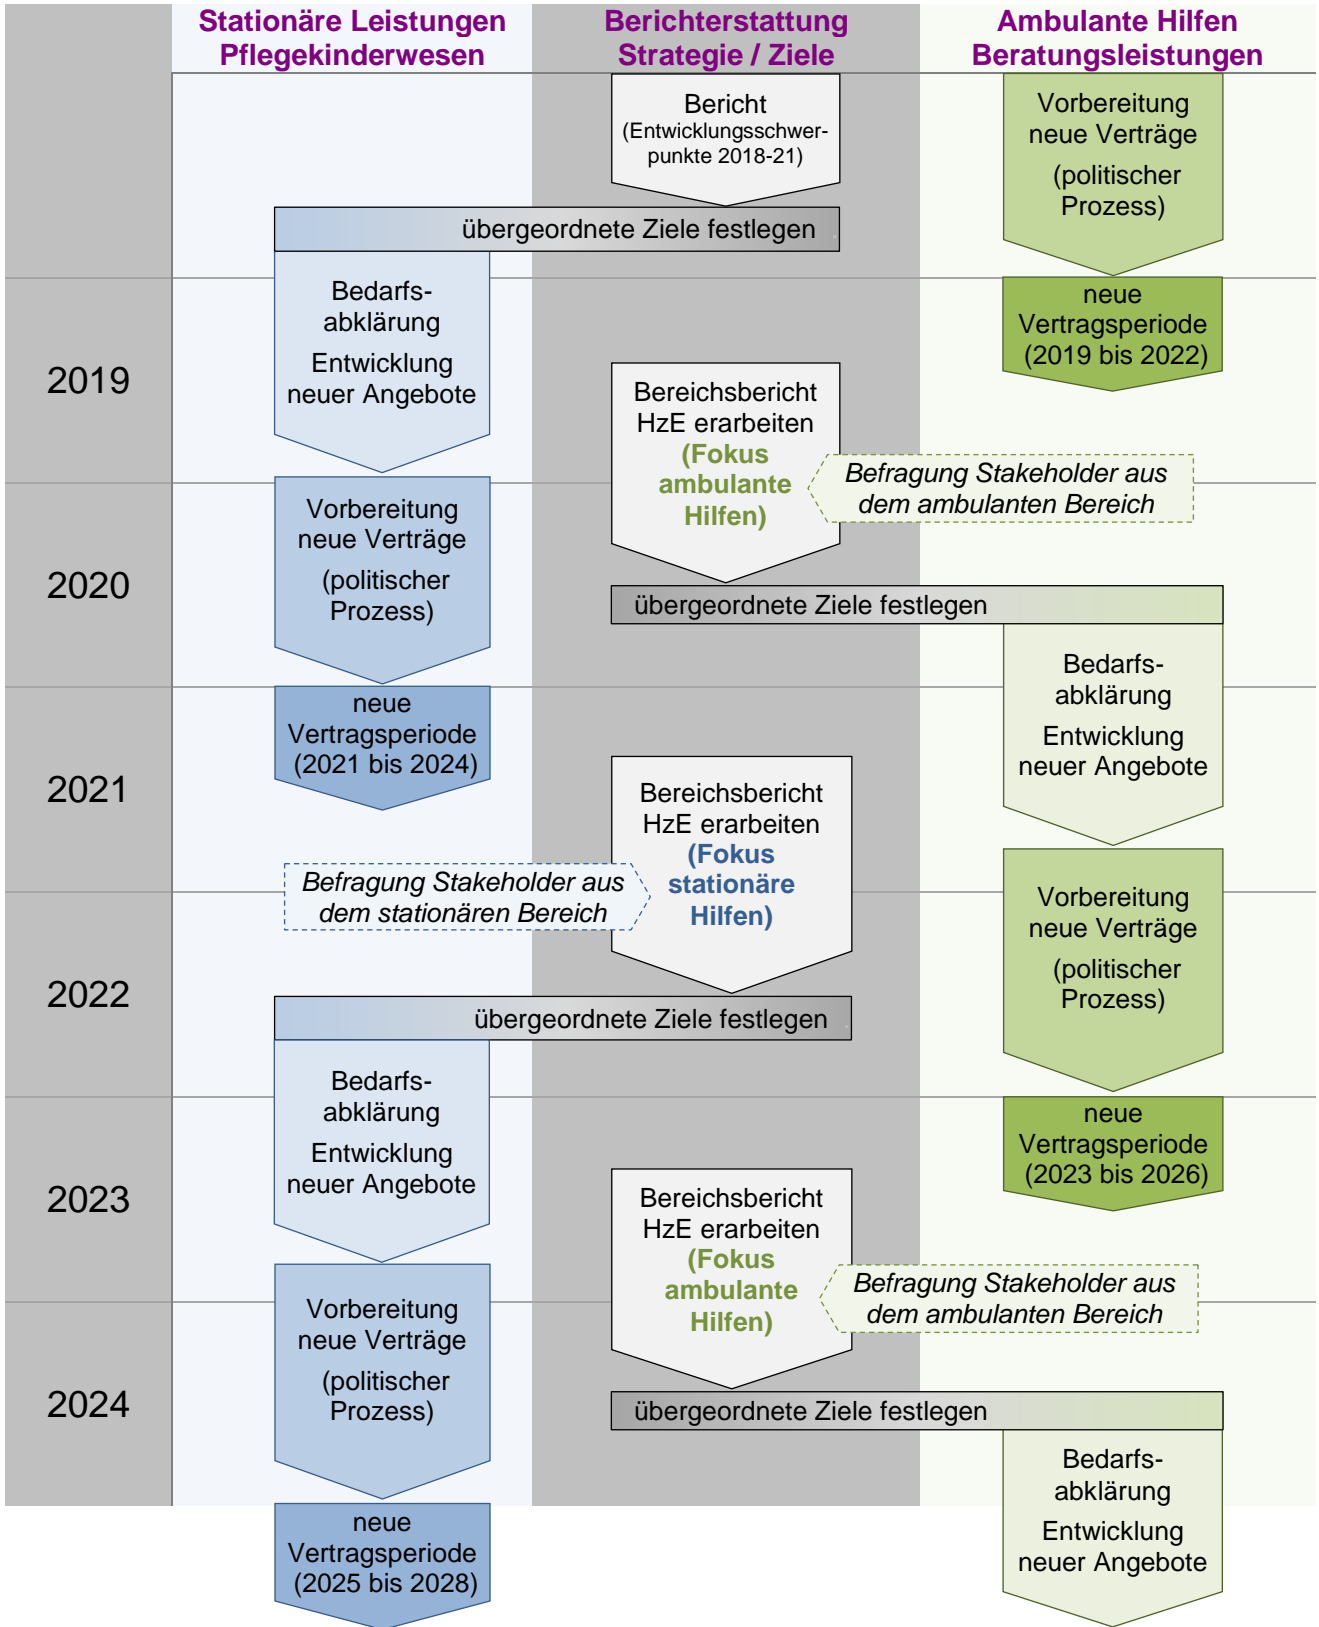 Stationäre Leistungen
Pflegekinderwesen
Berichterstattung
Strategie / Ziele
Ambulante Hilfen
Beratungsleistungen
Bericht
(Entwicklungsschwer-
punkte 2018-21)
Vorbereitung
neue Verträge
(politischer
Prozess)
übergeordnete Ziele festlegen
2019
Bedarfs-
abklärung
Entwicklung
neuer Angebote
neue
Vertragsperiode
(2019 bis 2022)
Bereichsbericht
HzE erarbeiten
(Fokus
ambulante
Hilfen)
Befragung Stakeholder aus
dem ambulanten Bereich
2020
Vorbereitung
neue Verträge
(politischer
Prozess)
übergeordnete Ziele festlegen
Bedarfs-
abklärung
Entwicklung
neuer Angebote
2021
neue
Vertragsperiode
(2021 bis 2024)
Bereichsbericht
HzE erarbeiten
(Fokus
stationäre
Hilfen)
Befragung Stakeholder aus
dem stationären Bereich
Vorbereitung
neue Verträge
(politischer
Prozess)
2022
übergeordnete Ziele festlegen
Bedarfs-
abklärung
Entwicklung
neuer Angebote
neue
Vertragsperiode
(2023 bis 2026)
2023
Bereichsbericht
HzE erarbeiten
(Fokus
ambulante
Hilfen)
Befragung Stakeholder aus
dem ambulanten Bereich
Vorbereitung
neue Verträge
(politischer
Prozess)
2024
übergeordnete Ziele festlegen
Bedarfs-
abklärung
Entwicklung
neuer Angebote
neue
Vertragsperiode
(2025 bis 2028)